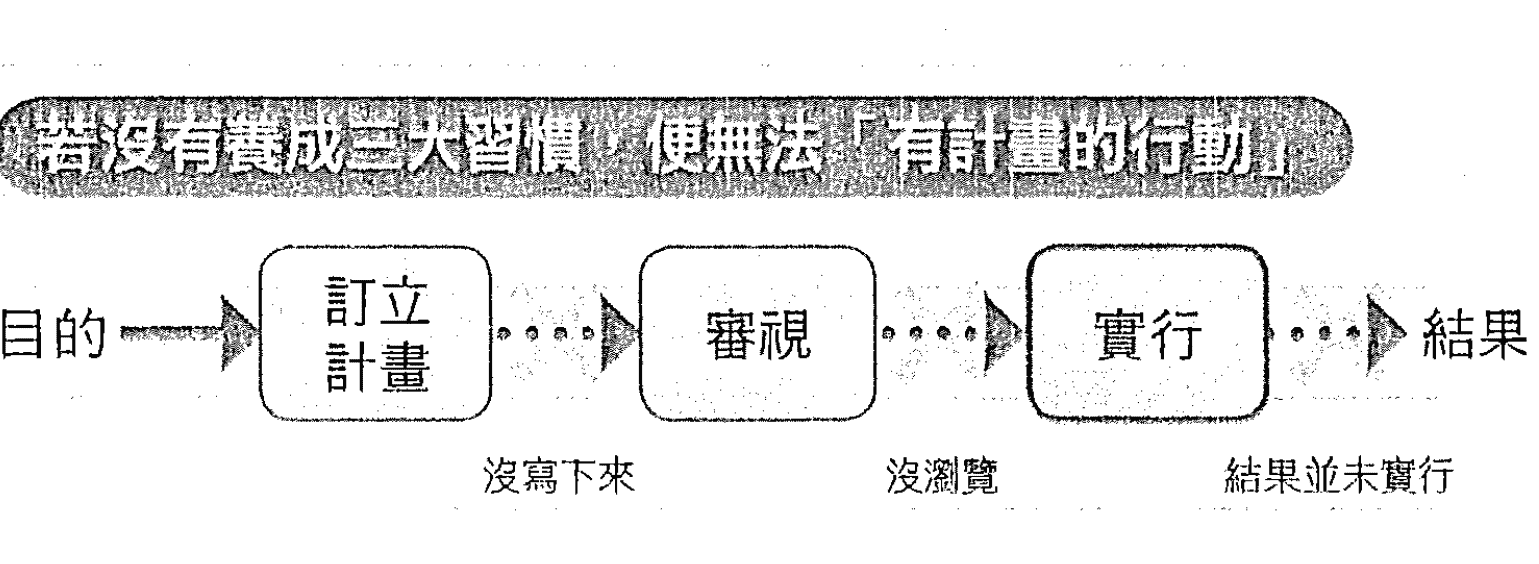 若沒有養成三大習慣，便無法「有計畫的行動」
目的
訂立
計畫
審視
實行
結果
沒寫下來
沒瀏覽
結果並未實行